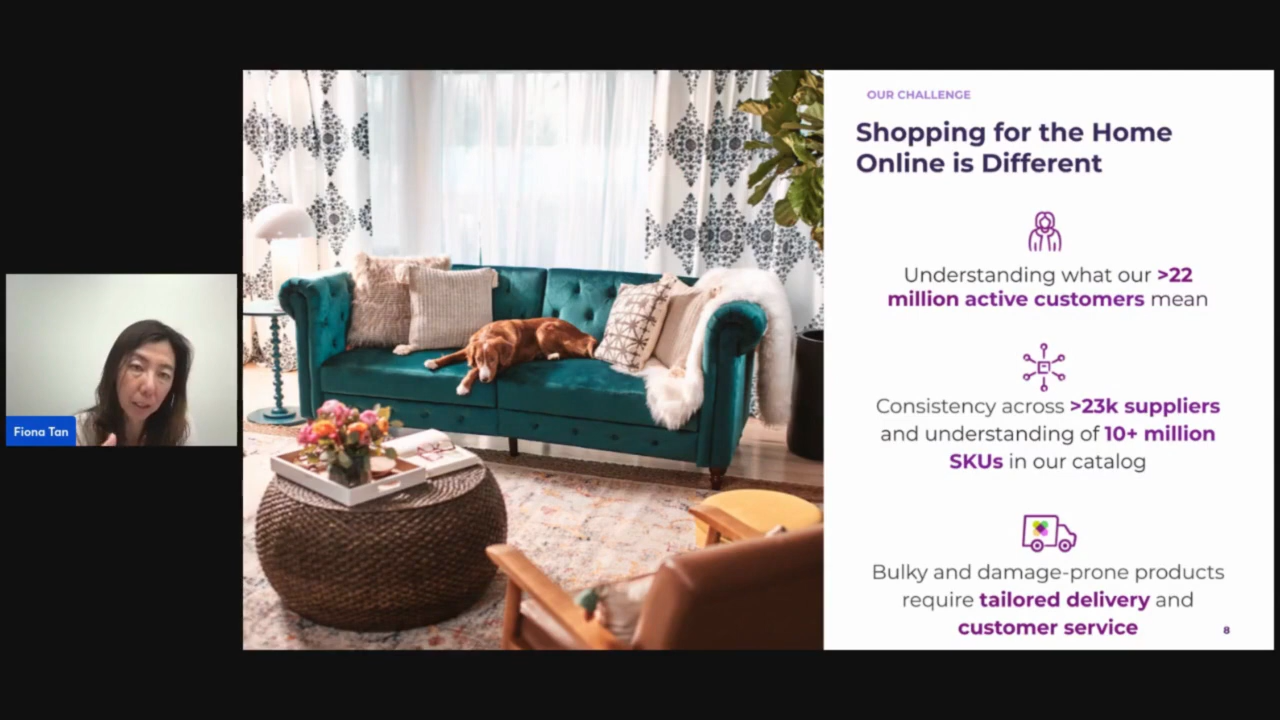 Fiona Tan
OUR CHALLENGE
Shopping for the Home
Online is Different
Understanding what our >22
million active customers mean
Consistency across >23k suppliers
and understanding of 10+ million
SKUs in our catalog
Bulky and damage-prone products
require tailored delivery and
customer service
8